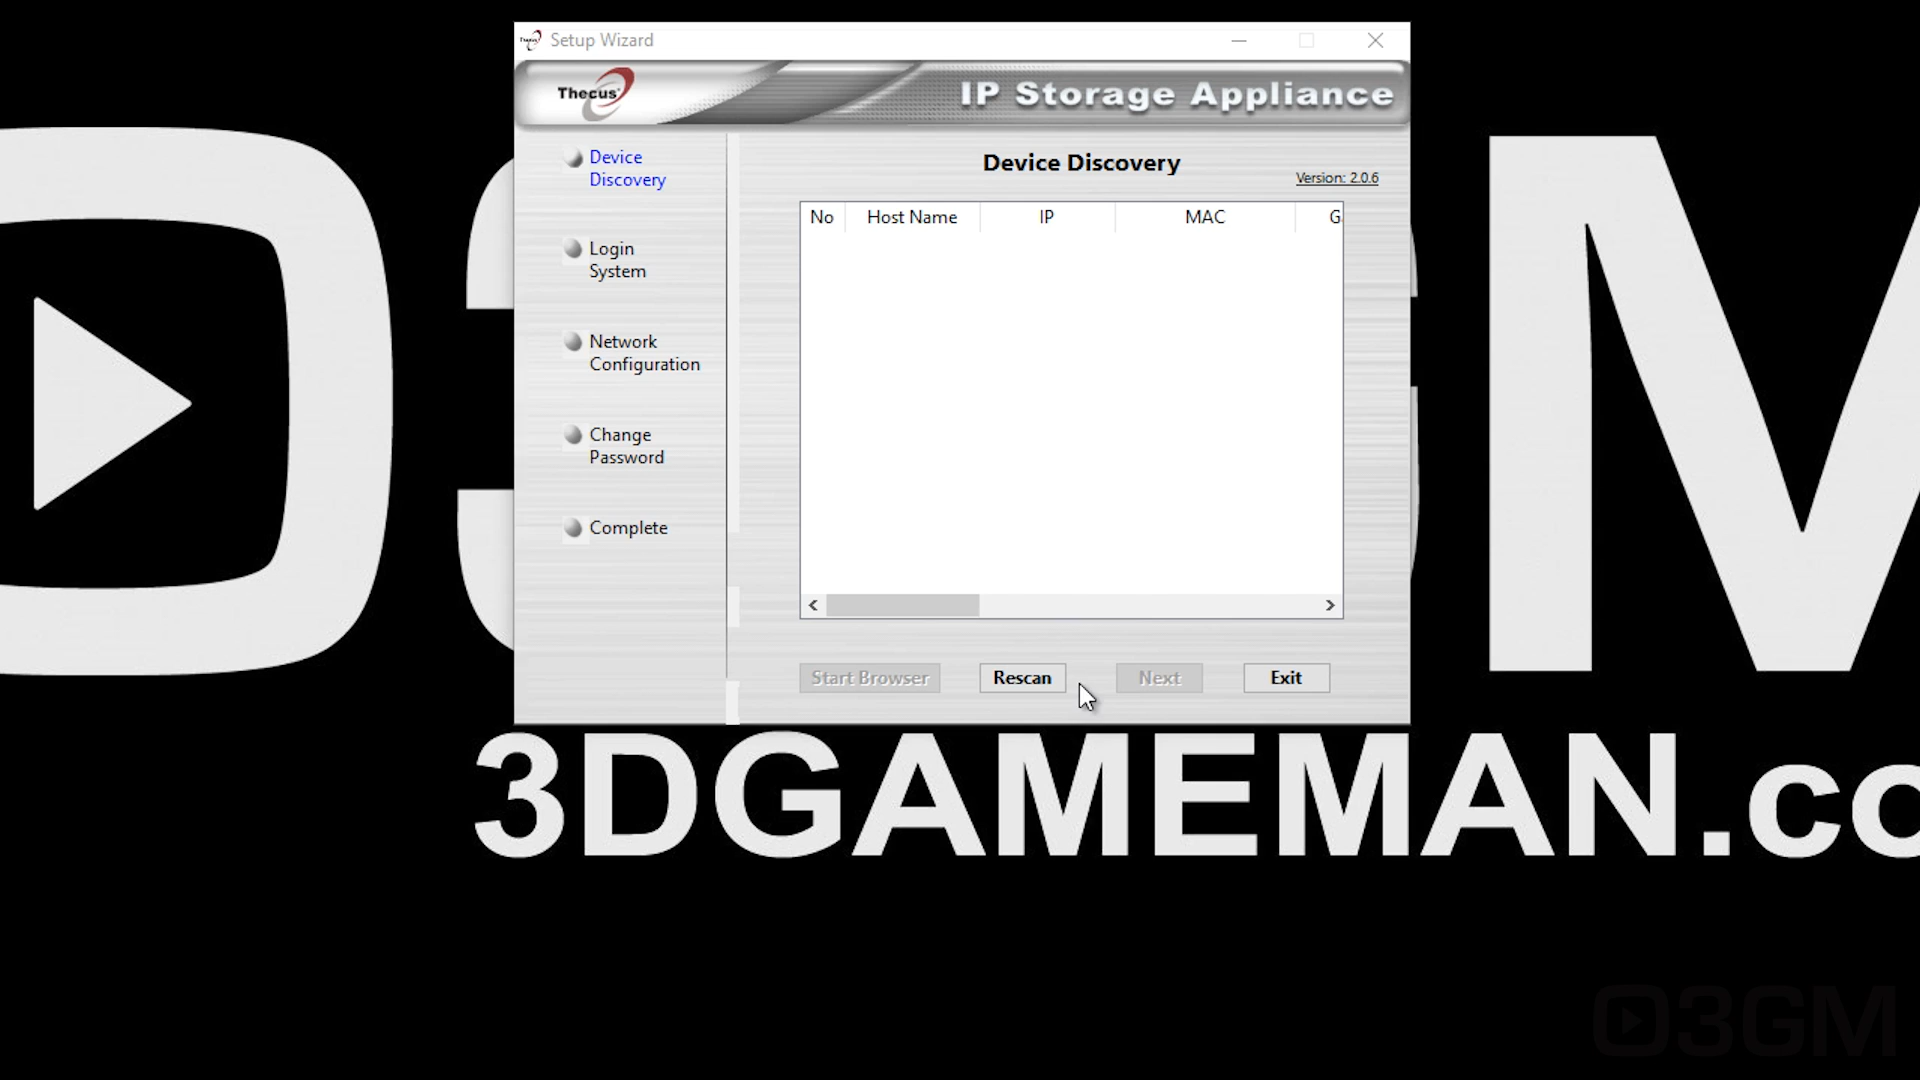 Thecus Setup Wizard
Thecus IP Storage Appliance
Device
Discovery
Login
System
Network
Configuration
Change
Password
Complete
Device Discovery
Version: 2.0.6
No Host Name IP MAC G
Start Browser Rescan Next Exit
3DGAMEMAN.co
3GM